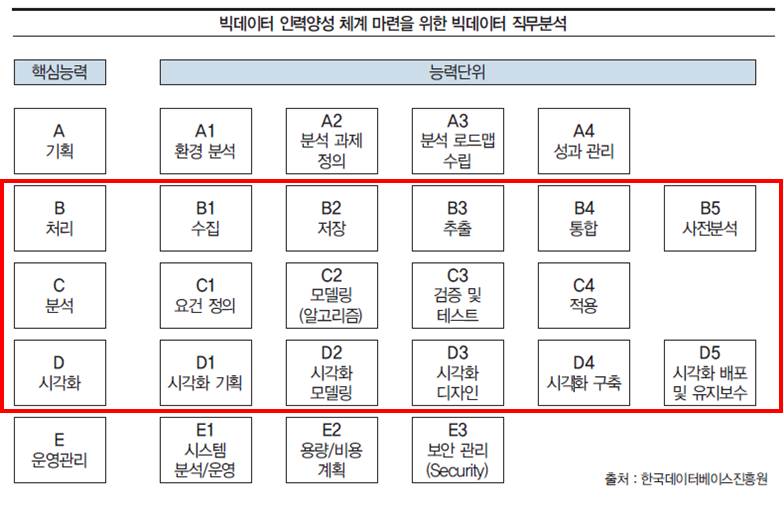 빅데이터 인력양성 체계 마련을 위한 빅데이터 직무분석
핵심능력
능력단위
A
기획
A1
환경 분석
A2
분석 과제
정의
A3
분석 로드맵
수립
A4
성과 관리
B
처리
B1
수집
B2
저장
B3
추출
B4
통합
B5
사전분석
C
분석
C1
요건 정의
C2
모델링
(알고리즘)
C3
검증 및
테스트
C4
적용
D
시각화
D1
시각화 기획
D2
시각화
모델링
D3
시각화
디자인
D4
시각화 구축
D5
시각화 배포
및 유지보수
E
운영관리
E1
시스템
분석/운영
E2
용량/비용
계획
E3
보안 관리
(Security)
출처 : 한국데이터베이스진흥원